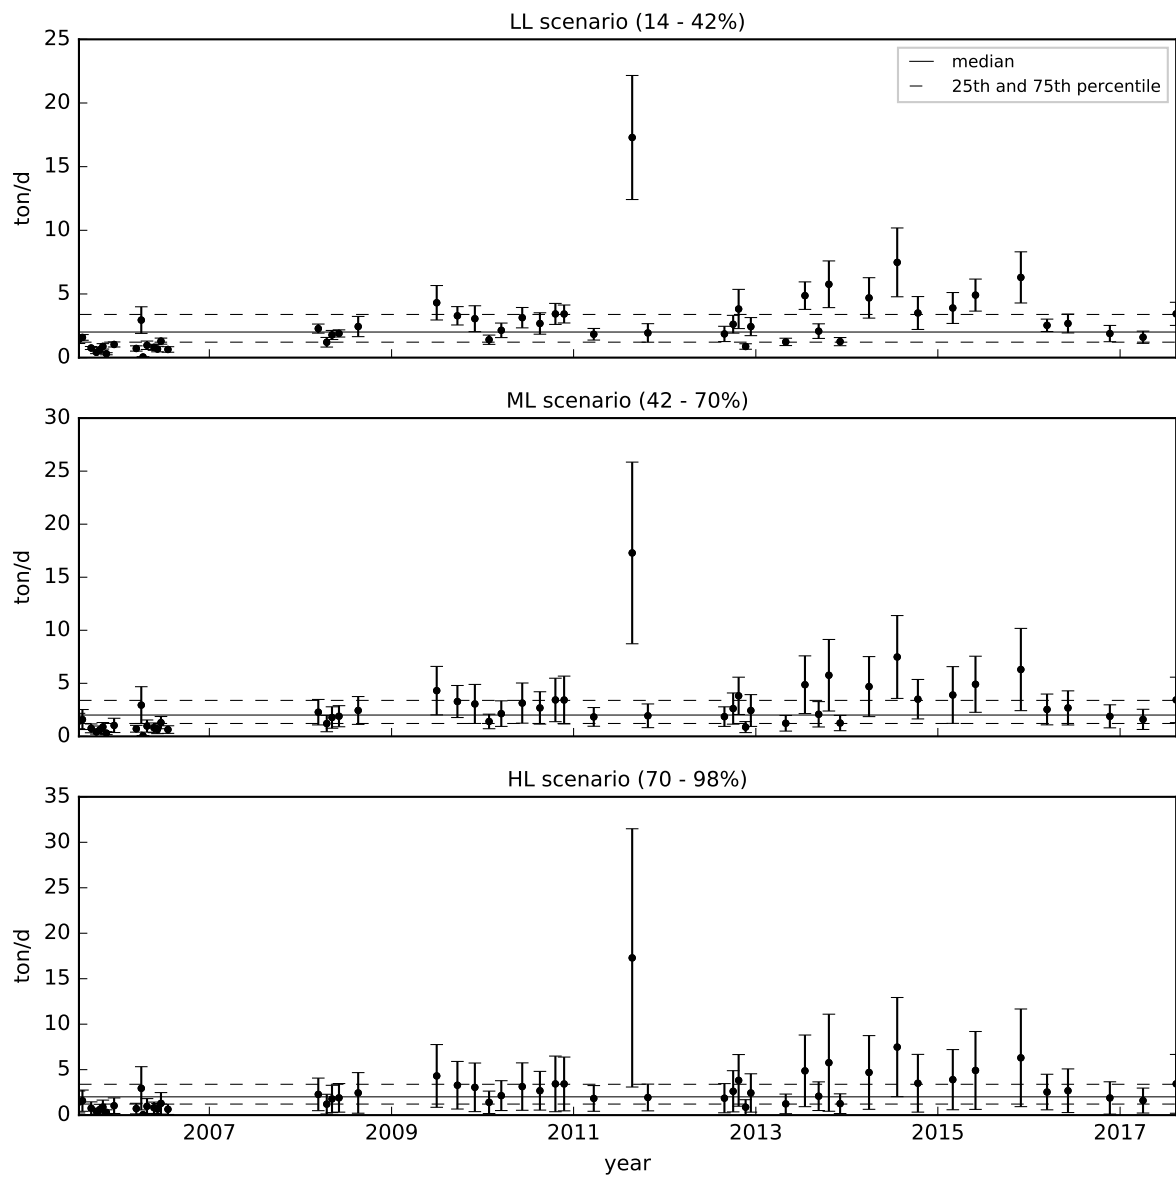 LL scenario (14 - 42%)
25
20
15
10
5
0
ton/d
median
25th and 75th percentile
ML scenario (42 - 70%)
30
25
20
15
10
5
0
ton/d
HL scenario (70 - 98%)
35
30
25
20
15
10
5
0
ton/d
2007 2009 2011 2013 2015 2017
year